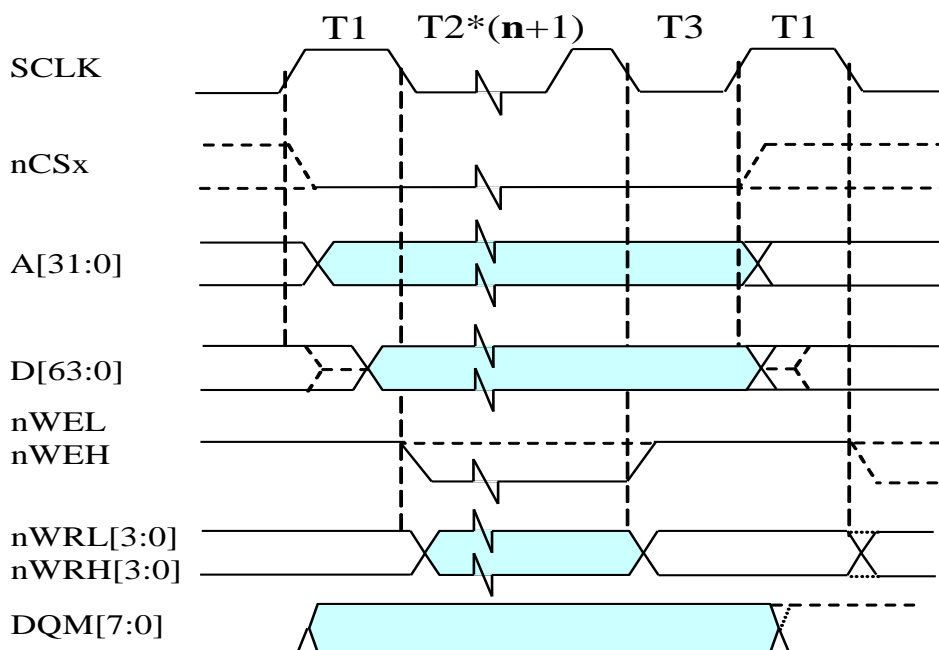 T1 T2*(n+1) T3 T1
SCLK
nCSx
A[31:0]
D[63:0]
nWEL
nWEH
nWRL[3:0]
nWRH[3:0]
DQM[7:0]